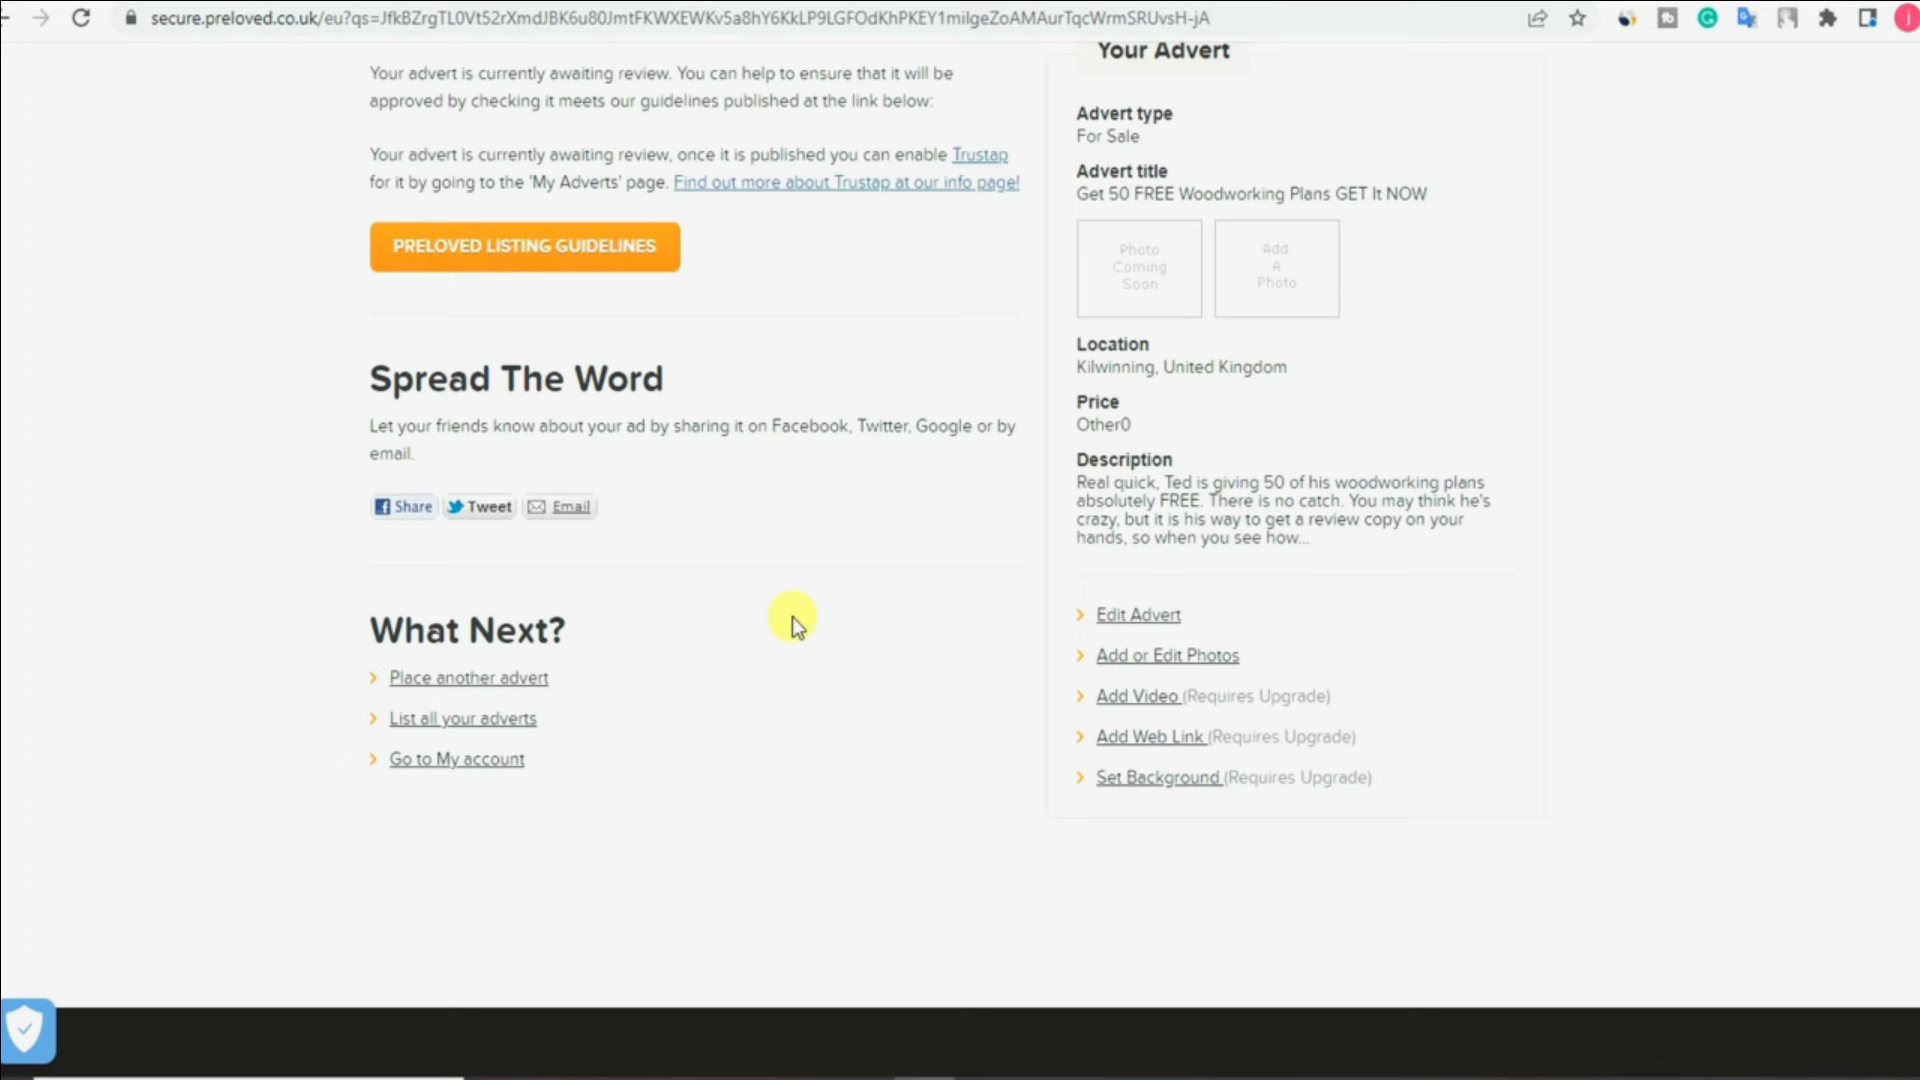 secure.preloved.co.uk/eu?qs=JfkBZrgTL0Vt52rXmdJBK6u80JmtFKWXEWKv5a8hY6KkLP9LGFOdKhPKEY1milgeZoAMAurTqcWrmSRUvsH-jA
Your advert is currently awaiting review. You can help to ensure that it will be
approved by checking it meets our guidelines published at the link below:
Your advert is currently awaiting review, once it is published you can enable Trustap
for it by going to the 'My Adverts' page. Find out more about Trustap at our info page!
PRELOVED LISTING GUIDELINES
Spread The Word
Let your friends know about your ad by sharing it on Facebook, Twitter, Google or by
email.
Share Tweet Email
What Next?
Place another advert
List all your adverts
Go to My account
Your Advert
Advert type
For Sale
Advert title
Get 50 FREE Woodworking Plans GET It NOW
Photo
Coming
Soon
Add
A
Photo
Location
Kilwinning, United Kingdom
Price
Other0
Description
Real quick, Ted is giving 50 of his woodworking plans
absolutely FREE. There is no catch. You may think he's
crazy, but it is his way to get a review copy on your
hands, so when you see how...
Edit Advert
Add or Edit Photos
Add Video (Requires Upgrade)
Add Web Link (Requires Upgrade)
Set Background (Requires Upgrade)